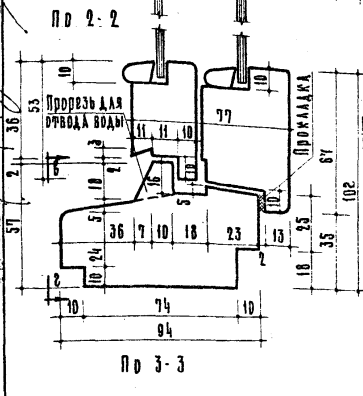 По 2-2
10
10
53
36
Прорезь для
отвода воды
77
Прокладка
11 11 10
3
2
2
б
16
18
18
10
5
5
67
102
57
36 7 10 18 23
13
2
25
35
24
10
18
г
10 74 10
94
По 3-3